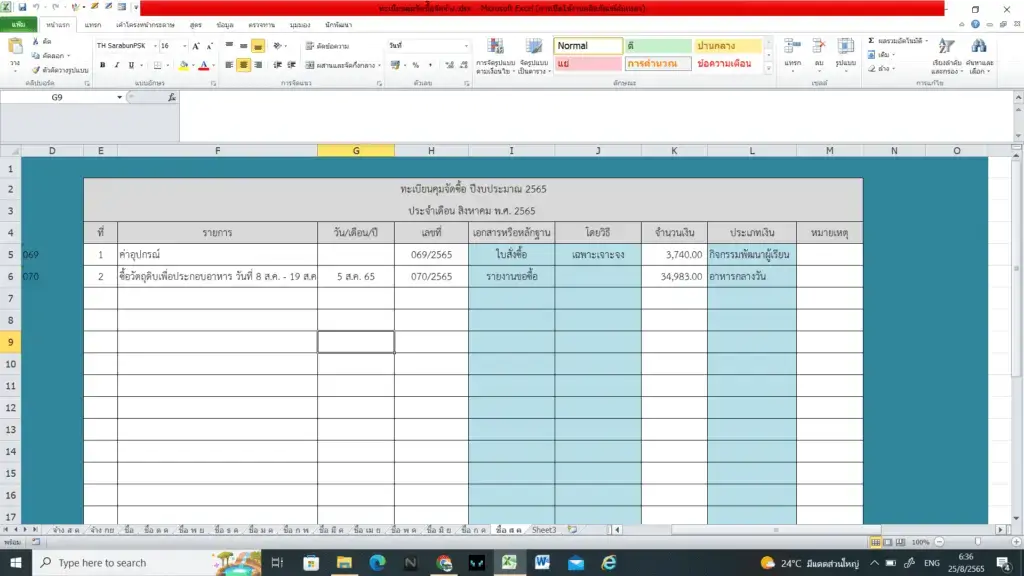 ทะเบียนคุมจัดซื้อจัดจ้าง.xlsx - Microsoft Excel (การเปิดใช้งานผลิตภัณฑ์ล้มเหลว)
แฟ้ม หน้าแรก แทรก เค้าโครงหน้ากระดาษ สูตร ข้อมูล ตรวจทาน มุมมอง นักพัฒนา
วาง ตัด คัดลอก ตัวคัดวางรูปแบบ
TH SarabunPSK 16
ตัดข้อความ
ผสานและจัดกึ่งกลาง
วันที่
การจัดรูปแบบตามเงื่อนไข จัดรูปแบบเป็นตาราง
Normal ดี ปานกลาง
แย่ การคำนวณ ข้อความเตือน
แทรก ลบ รูปแบบ
ผลรวมอัตโนมัติ
เติม
ล้าง
เรียงลำดับและกรอง ค้นหาและเลือก
คลิปบอร์ด แบบอักษร การจัดแนว ตัวเลข ลักษณะ เซลล์ การแก้ไข
G9 fx
D E F G H I J K L M N O
1
2 ทะเบียนคุมจัดซื้อ ปีงบประมาณ 2565
3 ประจำเดือน สิงหาคม พ.ศ. 2565
4 ที่ รายการ วัน/เดือน/ปี เลขที่ เอกสารหรือหลักฐาน โดยวิธี จำนวนเงิน ประเภทเงิน หมายเหตุ
5 069 1 ค่าอุปกรณ์ 069/2565 ใบสั่งซื้อ เฉพาะเจาะจง 3,740.00 กิจกรรมพัฒนาผู้เรียน
6 070 2 ซื้อวัตถุดิบเพื่อประกอบอาหาร วันที่ 8 ส.ค. - 19 ส.ค 5 ส.ค. 65 070/2565 รายงานขอซื้อ 34,983.00 อาหารกลางวัน
7
8
9
10
11
12
13
14
15
16
17
จ้าง ส ค จ้าง กย ซื้อ ซื้อ ต ค ซื้อ พ ย ซื้อ ธ ค ซื้อ ม ค ซื้อ ก พ ซื้อ มี ค ซื้อ เม ย ซื้อ พ ค ซื้อ มิ ย ซื้อ ก ค ซื้อ ส ค Sheet3
พร้อม 100%
Type here to search
24°C มีแดดส่วนใหญ่ ENG
6:36
25/8/2565